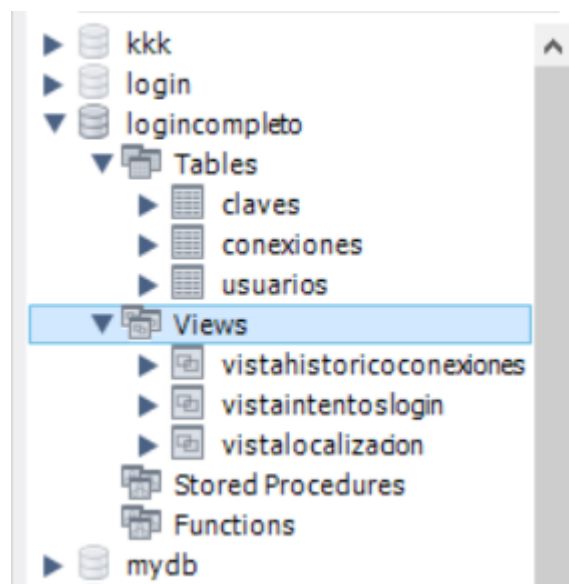 kkk
login
logincompleto
Tables
claves
conexiones
usuarios
Views
vistahistoricoconexiones
vistaintentoslogin
vistalocalizacion
Stored Procedures
Functions
mydb